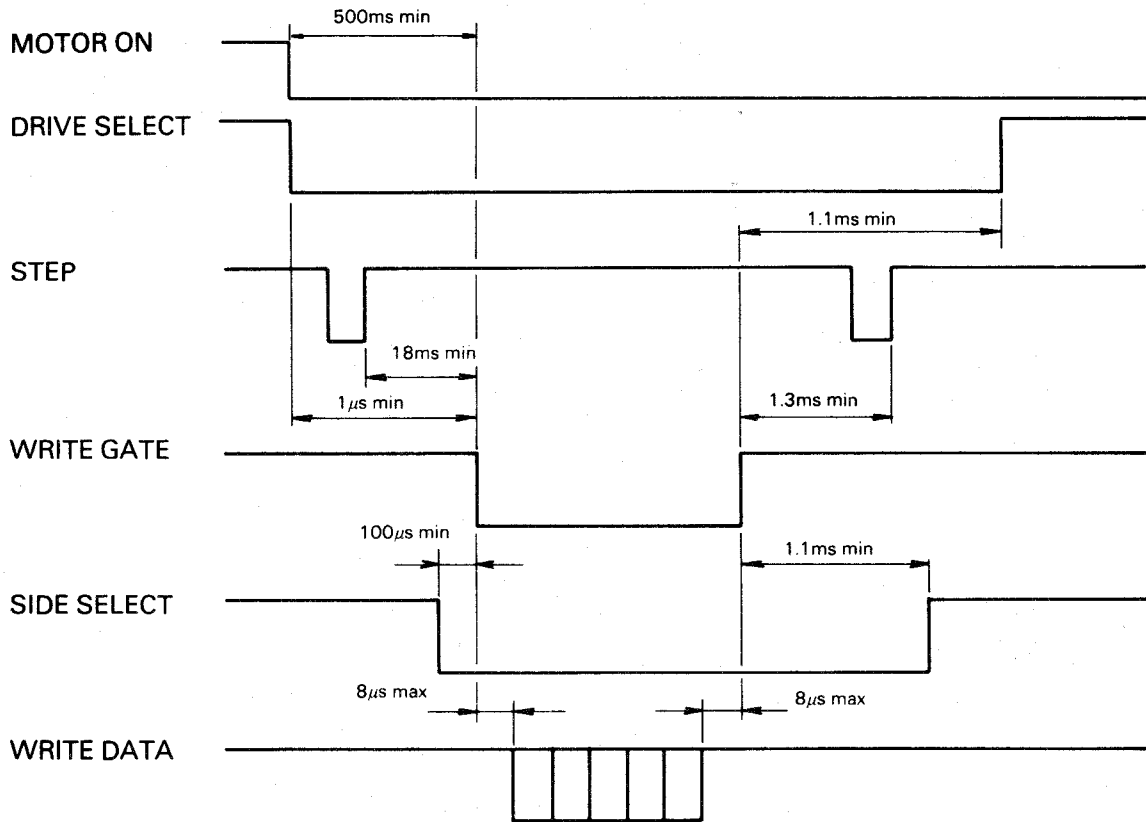 500ms min
MOTOR ON
DRIVE SELECT
1.1ms min
STEP
18ms min
1μs min
1.3ms min
WRITE GATE
100μs min
1.1ms min
SIDE SELECT
8μs max
8μs max
WRITE DATA